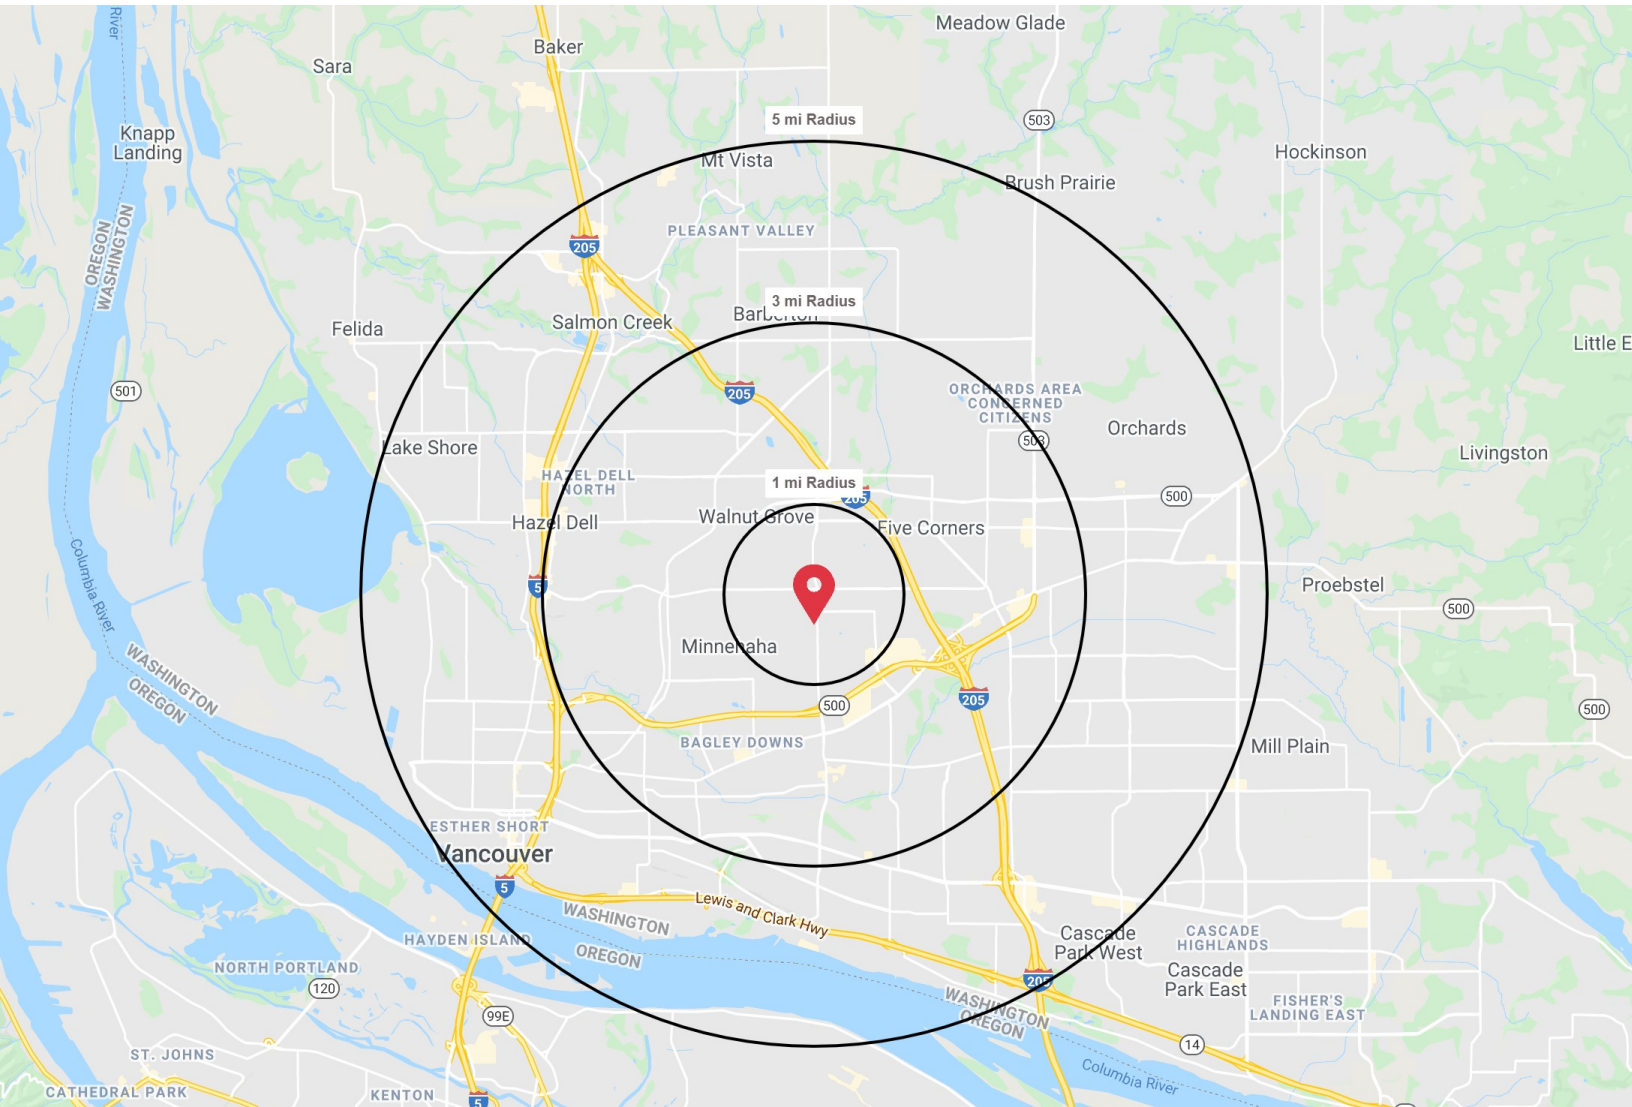 Meadow Glade
River
Baker
Sara
5 mi Radius
503
Knapp
Landing
Mt Vista
Hockinson
Brush Prairie
OREGON
WASHINGTON
PLEASANT VALLEY
205
3 mi Radius
Barberton
Salmon Creek
Felida
Little E
501
205
ORCHARDS AREA
CONCERNED
CITIZENS
Orchards
503
Lake Shore
Livingston
HAZEL DELL
NORTH
1 mi Radius
205
500
Walnut Grove
Hazel Dell
Five Corners
Columbia River
5
Proebstel
500
Minnehaha
WASHINGTON
OREGON
205
500
500
BAGLEY DOWNS
Mill Plain
ESTHER SHORT
Vancouver
5
Lewis and Clark Hwy
WASHINGTON
OREGON
HAYDEN ISLAND
Cascade
Park West
CASCADE
HIGHLANDS
NORTH PORTLAND
120
205
Cascade
Park East
WASHINGTON
OREGON
FISHER'S
LANDING EAST
99E
14
ST. JOHNS
Columbia River
CATHEDRAL PARK
KENTON
5